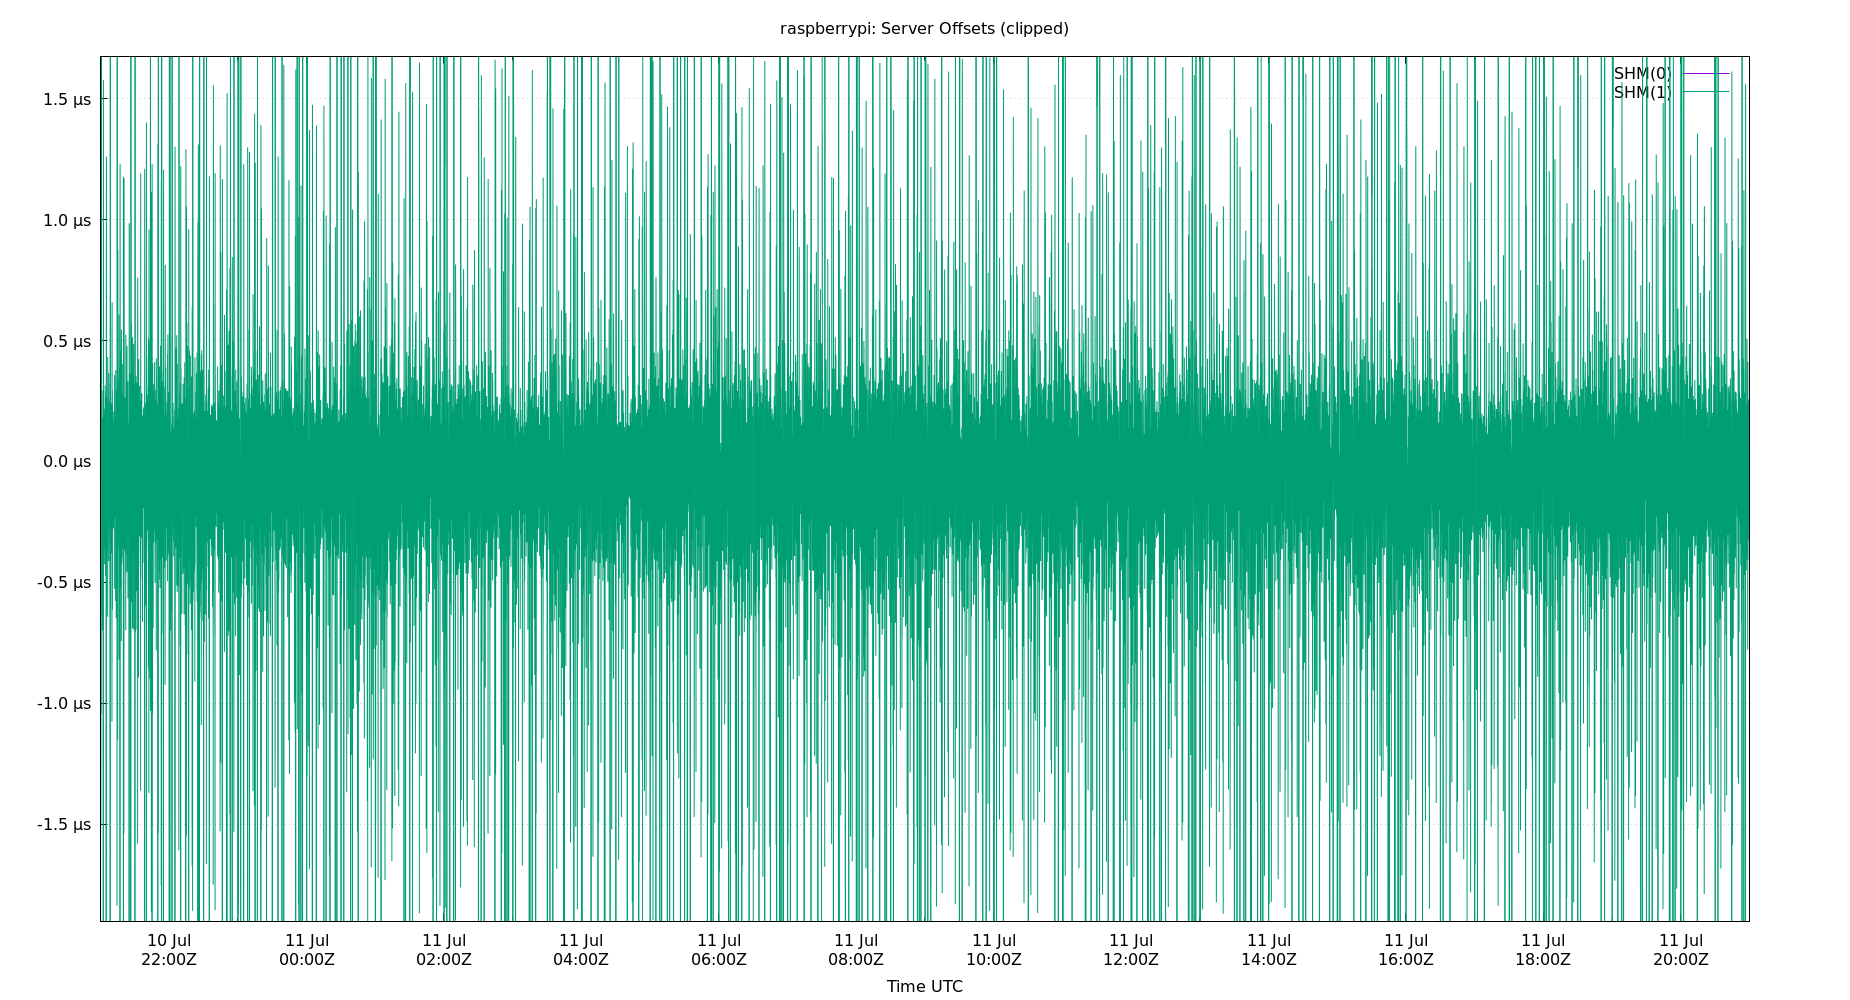 raspberrypi: Server Offsets (clipped)
SHM(0)
SHM(1)
1.5 µs
1.0 µs
0.5 µs
0.0 µs
-0.5 µs
-1.0 µs
-1.5 µs
10 Jul 11 Jul 11 Jul 11 Jul 11 Jul 11 Jul 11 Jul 11 Jul 11 Jul 11 Jul 11 Jul 11 Jul
22:00Z 00:00Z 02:00Z 04:00Z 06:00Z 08:00Z 10:00Z 12:00Z 14:00Z 16:00Z 18:00Z 20:00Z
Time UTC